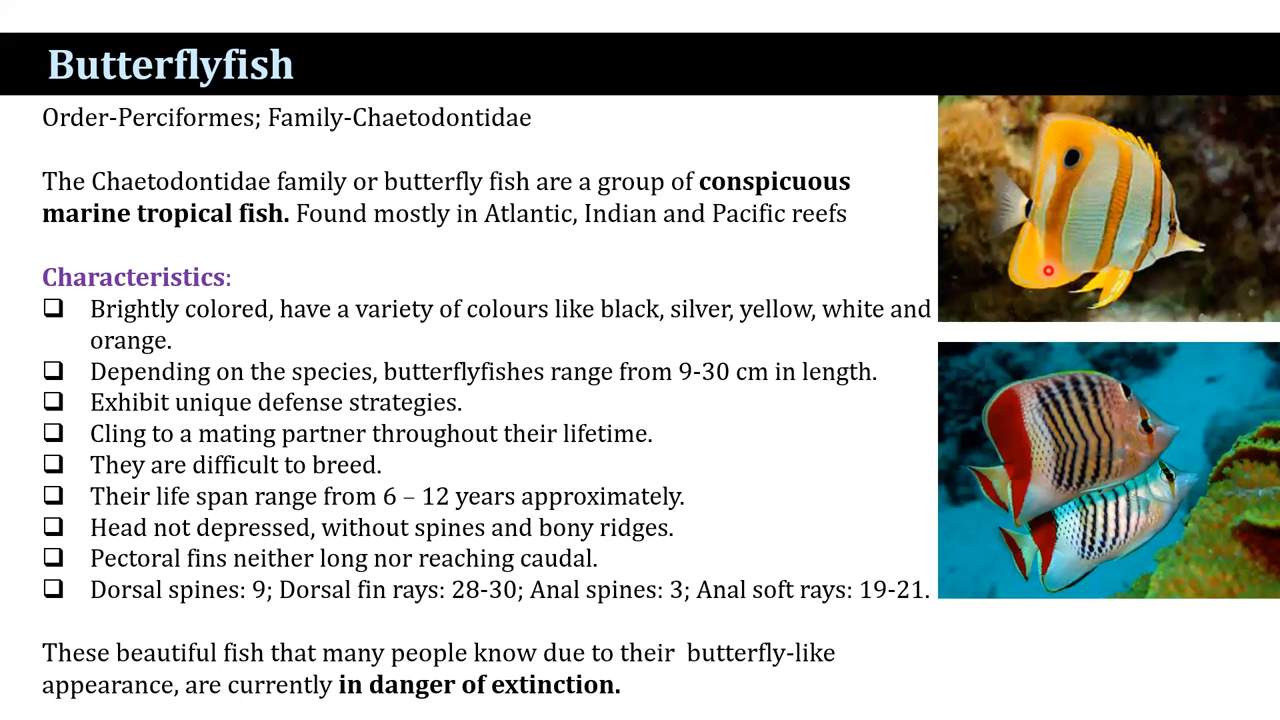 Butterflyfish
Order-Perciformes; Family-Chaetodontidae
The Chaetodontidae family or butterfly fish are a group of conspicuous
marine tropical fish. Found mostly in Atlantic, Indian and Pacific reefs
Characteristics:
❑ Brightly colored, have a variety of colours like black, silver, yellow, white and
orange.
❑ Depending on the species, butterflyfishes range from 9-30 cm in length.
❑ Exhibit unique defense strategies.
❑ Cling to a mating partner throughout their lifetime.
❑ They are difficult to breed.
❑ Their life span range from 6 – 12 years approximately.
❑ Head not depressed, without spines and bony ridges.
❑ Pectoral fins neither long nor reaching caudal.
❑ Dorsal spines: 9; Dorsal fin rays: 28-30; Anal spines: 3; Anal soft rays: 19-21.
These beautiful fish that many people know due to their  butterfly-like
appearance, are currently in danger of extinction.